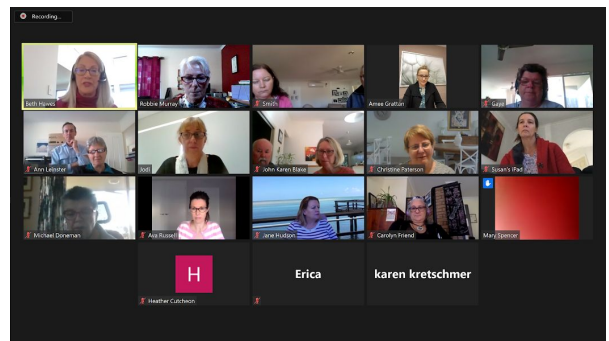 Recording...
Beth Hawes
Robbie Murray
Smith
Amee Grattan
Gave
Ann Leinster
Jodi
John Karen Blake
Christine Paterson
Susan's iPad
Michael Doneman
Ava Russell
Jane Hudson
Carolyn Friend
Mary Spencer
H
Heather Cutcheon
Erica
karen kretschmer